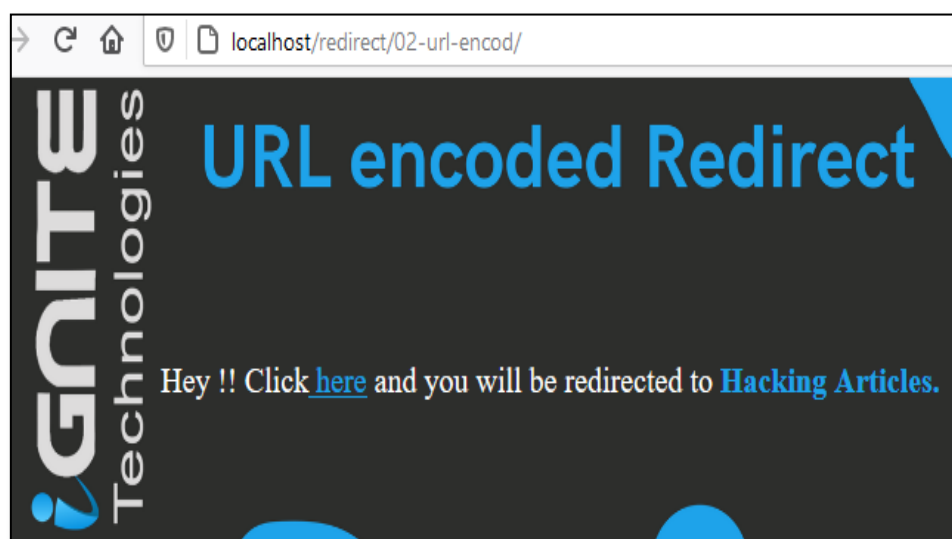 localhost/redirect/02-url-encod/
iGNITE
Technologies
URL encoded Redirect
Hey !! Click here and you will be redirected to Hacking Articles.